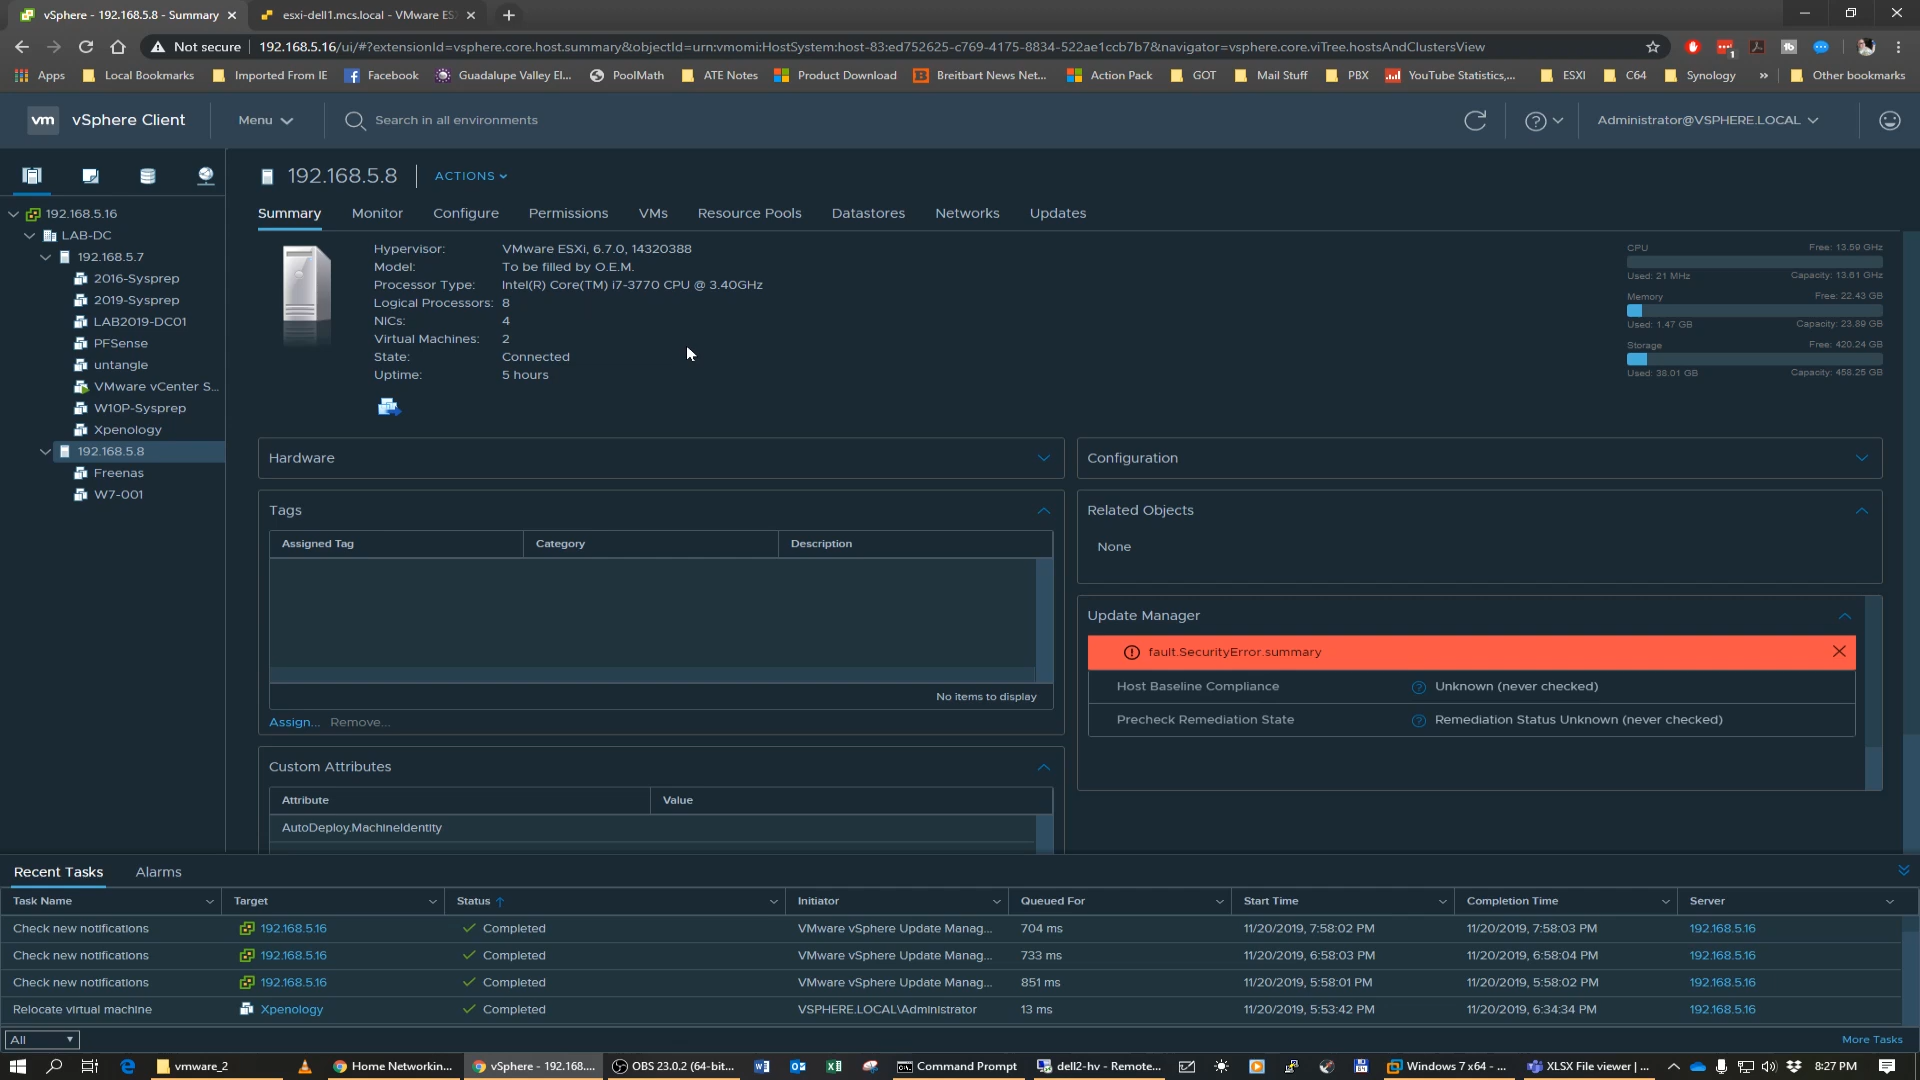 vSphere - 192.168.5.8 - Summary
esxi-dell1.mcs.local - VMware ES
Not secure
192.168.5.16/ui/#?extensionId=vsphere.core.host.summary&objectId=urn:vmomi:HostSystem:host-83:ed752625-c769-4175-8834-522ae1ccb7b7&navigator=vsphere.core.viTree.hostsAndClustersView
Apps Local Bookmarks Imported From IE Facebook Guadalupe Valley El... PoolMath ATE Notes Product Download Breitbart News Net... Action Pack GOT Mail Stuff PBX YouTube Statistics,... ESXI C64 Synology » Other bookmarks
vm vSphere Client Menu Search in all environments Administrator@VSPHERE.LOCAL
192.168.5.8 ACTIONS
Summary Monitor Configure Permissions VMs Resource Pools Datastores Networks Updates
192.168.5.16
LAB-DC
192.168.5.7
2016-Sysprep
2019-Sysprep
LAB2019-DC01
PFSense
untangle
VMware vCenter S...
W10P-Sysprep
Xpenology
192.168.5.8
Freenas
W7-001
Hypervisor: VMware ESXi, 6.7.0, 14320388
Model: To be filled by O.E.M.
Processor Type: Intel(R) Core(TM) i7-3770 CPU @ 3.40GHz
Logical Processors: 8
NICs: 4
Virtual Machines: 2
State: Connected
Uptime: 5 hours
CPU Free: 13.59 GHz
Used: 21 MHz Capacity: 13.61 GHz
Memory Free: 22.43 GB
Used: 1.47 GB Capacity: 23.89 GB
Storage Free: 420.24 GB
Used: 38.01 GB Capacity: 458.25 GB
Hardware
Configuration
Tags
Assigned Tag Category Description
No items to display
Assign... Remove...
Related Objects
None
Update Manager
fault.SecurityError.summary
Host Baseline Compliance Unknown (never checked)
Precheck Remediation State Remediation Status Unknown (never checked)
Custom Attributes
Attribute Value
AutoDeploy.MachineIdentity
Recent Tasks Alarms
Task Name Target Status Initiator Queued For Start Time Completion Time Server
Check new notifications 192.168.5.16 Completed VMware vSphere Update Manag... 704 ms 11/20/2019, 7:58:02 PM 11/20/2019, 7:58:03 PM 192.168.5.16
Check new notifications 192.168.5.16 Completed VMware vSphere Update Manag... 733 ms 11/20/2019, 6:58:03 PM 11/20/2019, 6:58:04 PM 192.168.5.16
Check new notifications 192.168.5.16 Completed VMware vSphere Update Manag... 851 ms 11/20/2019, 5:58:01 PM 11/20/2019, 5:58:02 PM 192.168.5.16
Relocate virtual machine Xpenology Completed VSPHERE.LOCAL\Administrator 13 ms 11/20/2019, 5:53:42 PM 11/20/2019, 6:34:34 PM 192.168.5.16
All More Tasks
vmware_2 Home Networkin... vSphere - 192.168.... OBS 23.0.2 (64-bit... Command Prompt dell2-hv - Remote... Windows 7 x64 - ... XLSX File viewer | ... 8:27 PM